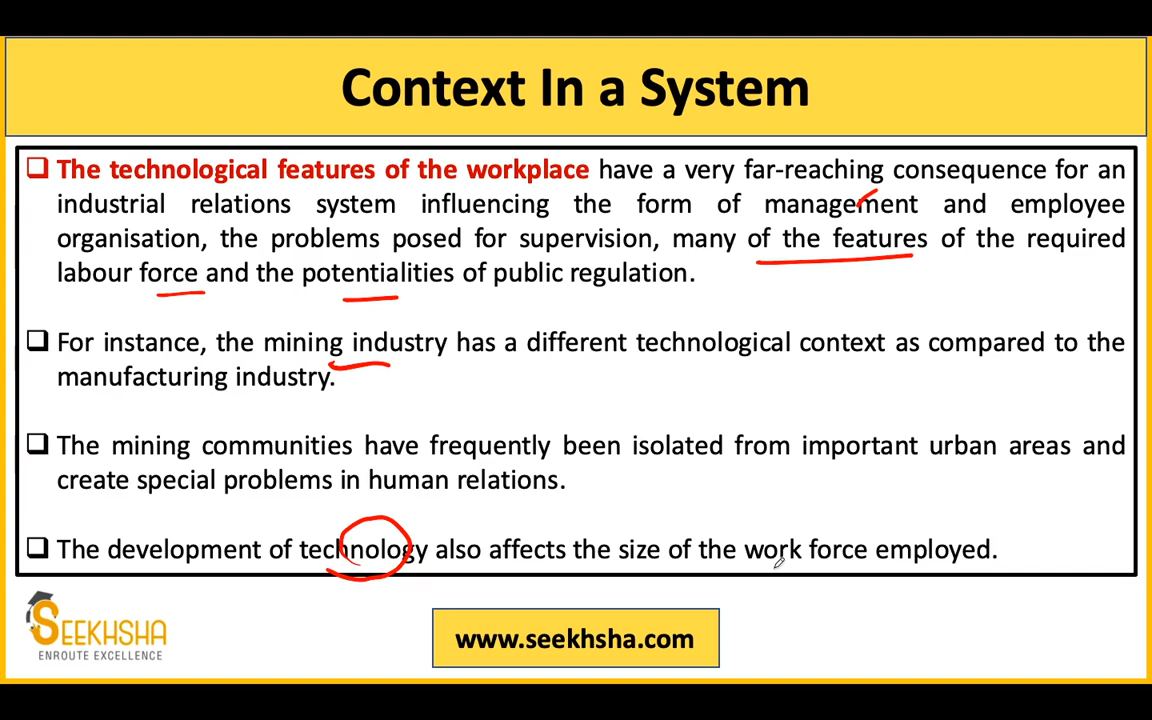 Context In a System
The technological features of the workplace have a very far-reaching consequence for an
industrial relations system influencing the form of management and employee
organisation, the problems posed for supervision, many of the features of the required
labour force and the potentialities of public regulation.
For instance, the mining industry has a different technological context as compared to the
manufacturing industry.
The mining communities have frequently been isolated from important urban areas and
create special problems in human relations.
The development of technology also affects the size of the work force employed.
SEEKHSHA
ENROUTE EXCELLENCE
www.seekhsha.com